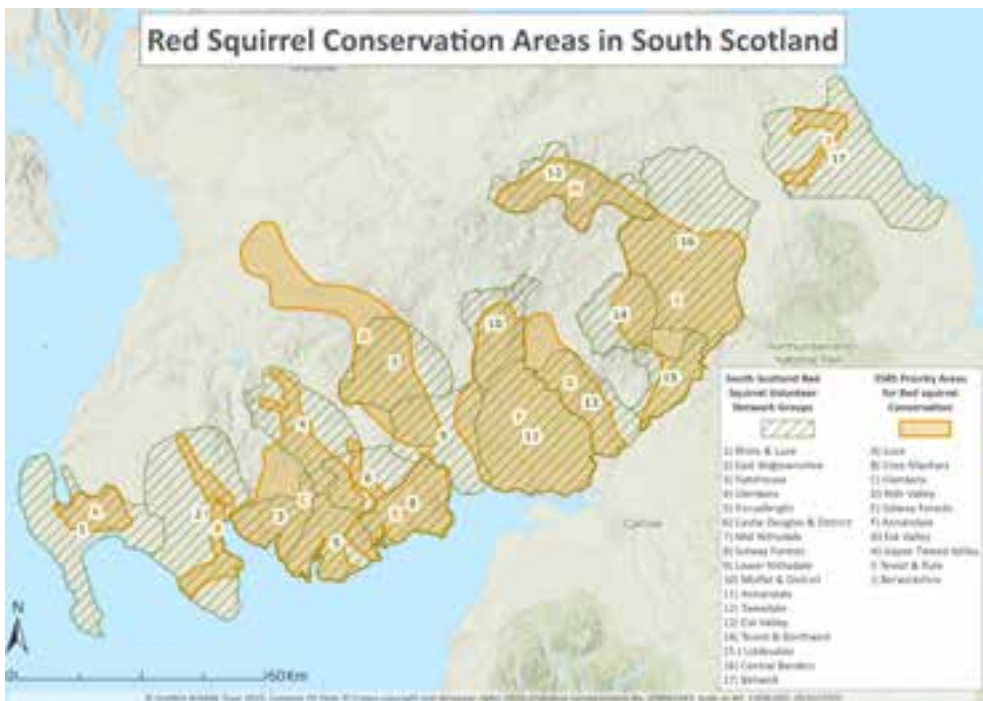 Red Squirrel Conservation Areas in South Scotland
South Scotland Red
Squirrel Volunteer
Network Groups
1) Rhins & Luce
2) East Wigtownshire
3) Gatehouse
4) Glenkens
5) Kirkcudbright
6) Castle Douglas & District
7) Mid Nithsdale
8) Solway Forests
9) Lower Nithsdale
10) Moffat & District
11) Annandale
12) Tweeddale
13) Esk Valley
14) Teviot & Borthwick
15) Liddesdale
16) Central Borders
17) Berwick
SSRS Priority Areas
for Red squirrel
Conservation
A) Luce
B) Cree
C) Glenkens
D) Nith Valley
E) Solway Forests
F) Annandale
G) Esk Valley
H) Upper Tweed Valley
I) Teviot & Rule
J) Berwickshire
Northumberland
National Park
Carlisle
N
0
50 Km